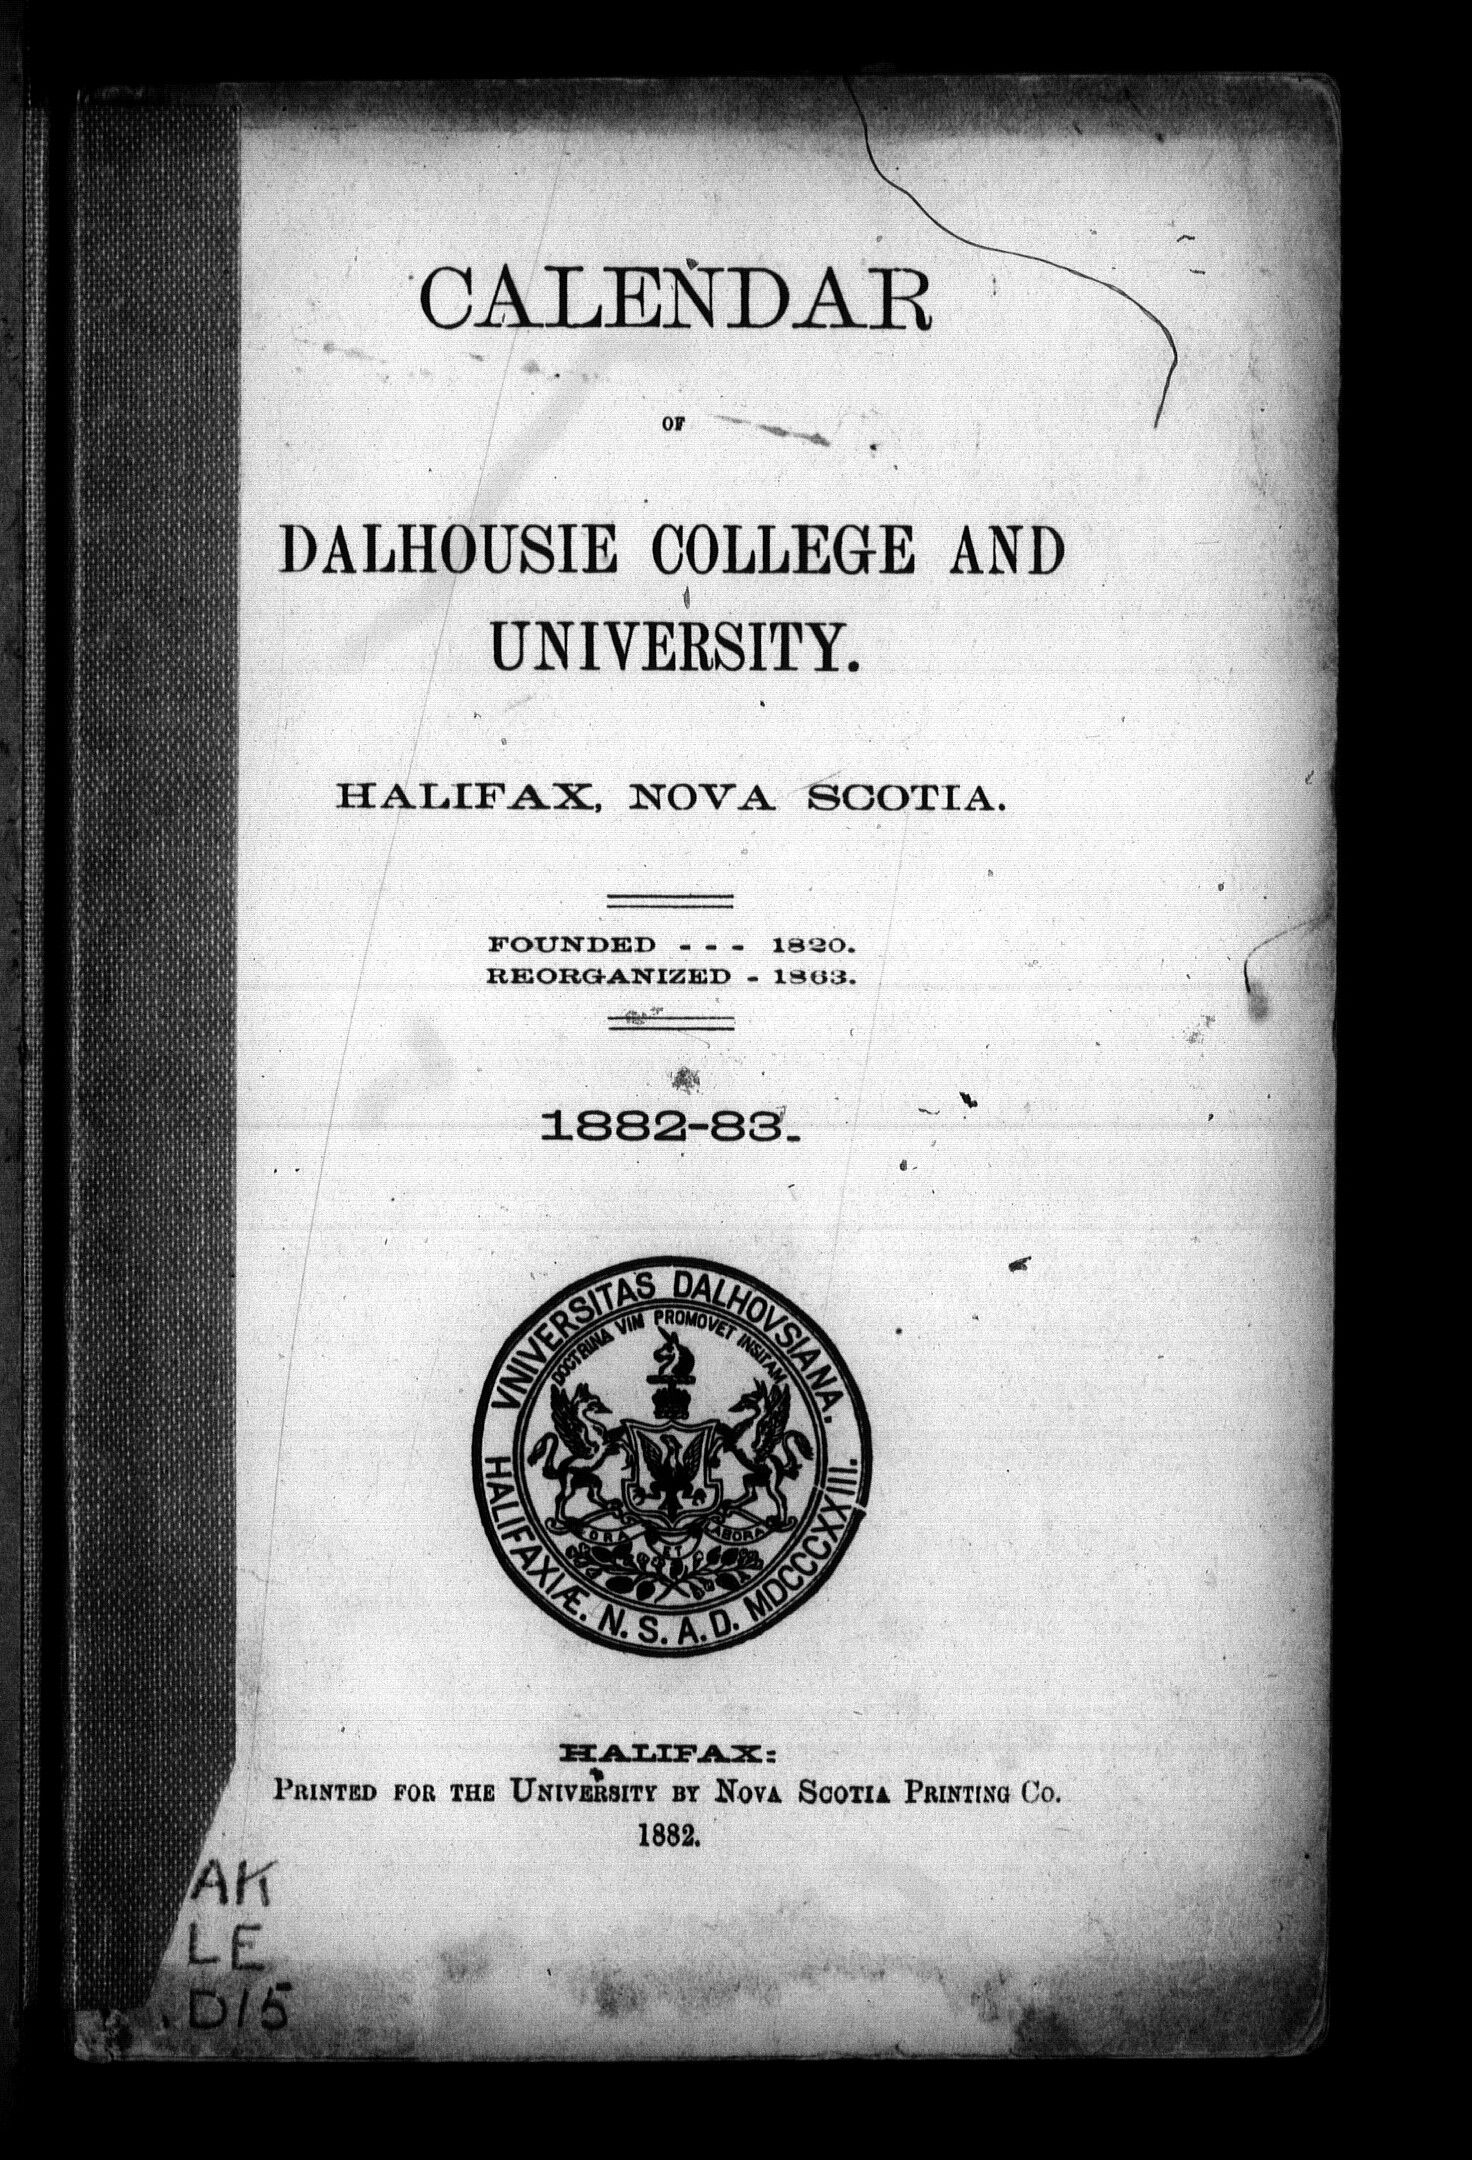 CALENDAR
OF
DALHOUSIE COLLEGE AND
UNIVERSITY.
HALIFAX, NOVA SCOTIA.
FOUNDED - - - 1820.
REORGANIZED - 1863.
1882-83.
VNIVERSITAS DALHOVSIANA.
DOCTRINA VIM PROMOVET INSITAM
ORA ET LABORA
HALIFAXIÆ. N. S. A. D. MDCCCXXIII.
HALIFAX:
PRINTED FOR THE UNIVERSITY BY NOVA SCOTIA PRINTING CO.
1882.
AK
LE
.D15